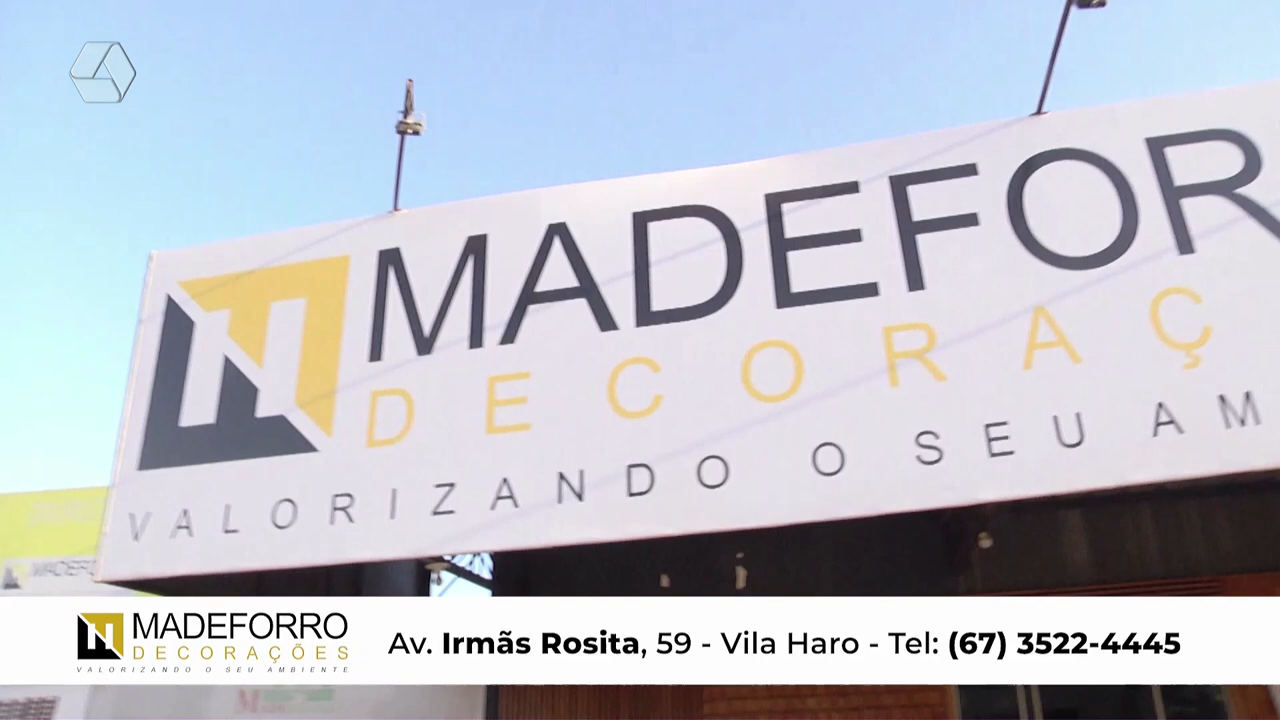 MADEFOR
DECORAÇ
VALORIZANDO O SEU AM
MADEFO
MADEFORRO
DECORAÇÕES
VALORIZANDO O SEU AMBIENTE
Av. Irmãs Rosita, 59 - Vila Haro - Tel: (67) 3522-4445